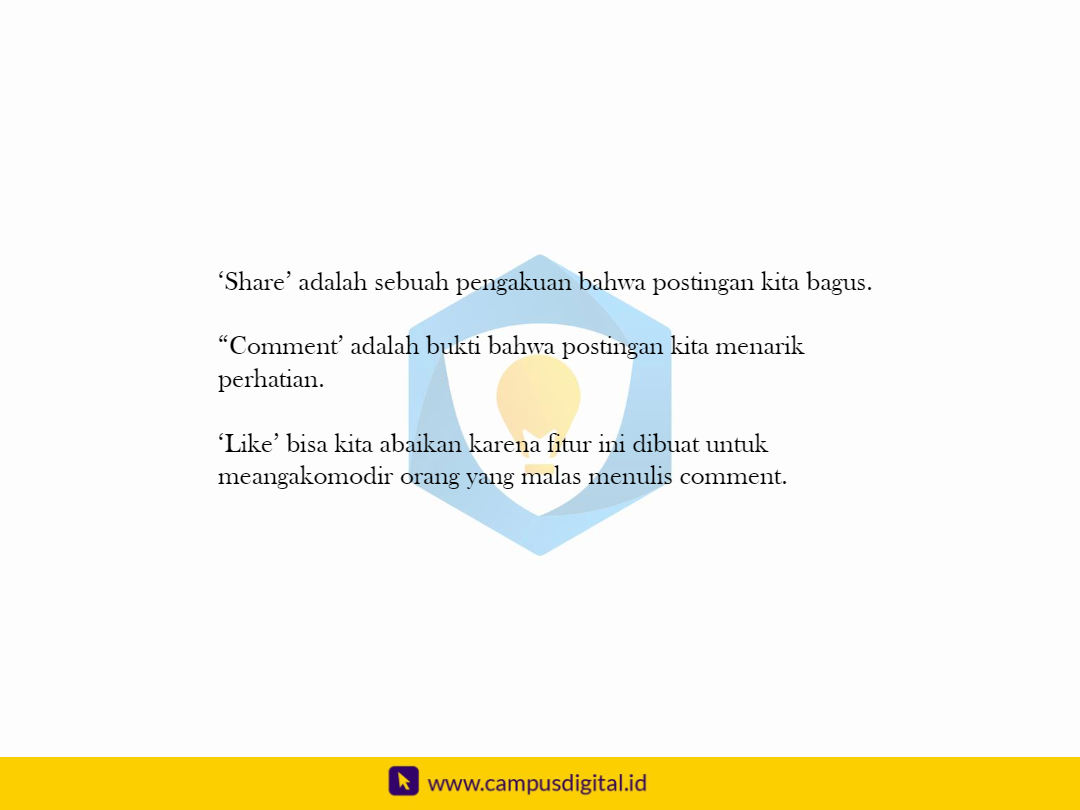 ‘Share’ adalah sebuah pengakuan bahwa postingan kita bagus.
“Comment’ adalah bukti bahwa postingan kita menarik
perhatian.
‘Like’ bisa kita abaikan karena fitur ini dibuat untuk
meangakomodir orang yang malas menulis comment.
www.campusdigital.id